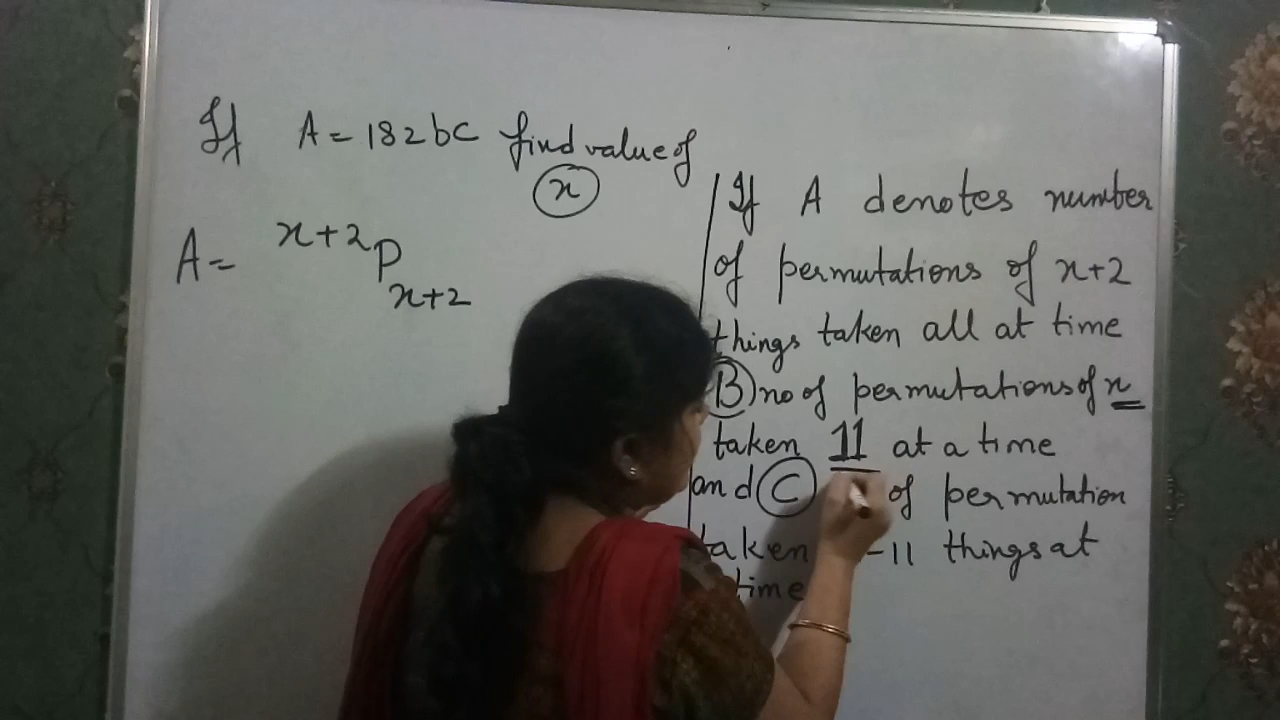 If A = 182bc find value of
x
A = x+2 P x+2
If A denotes number
of permutations of x+2
things taken all at time
B no of permutations of x
taken 11 at a time
and C of permutation
taken -11 things at
time